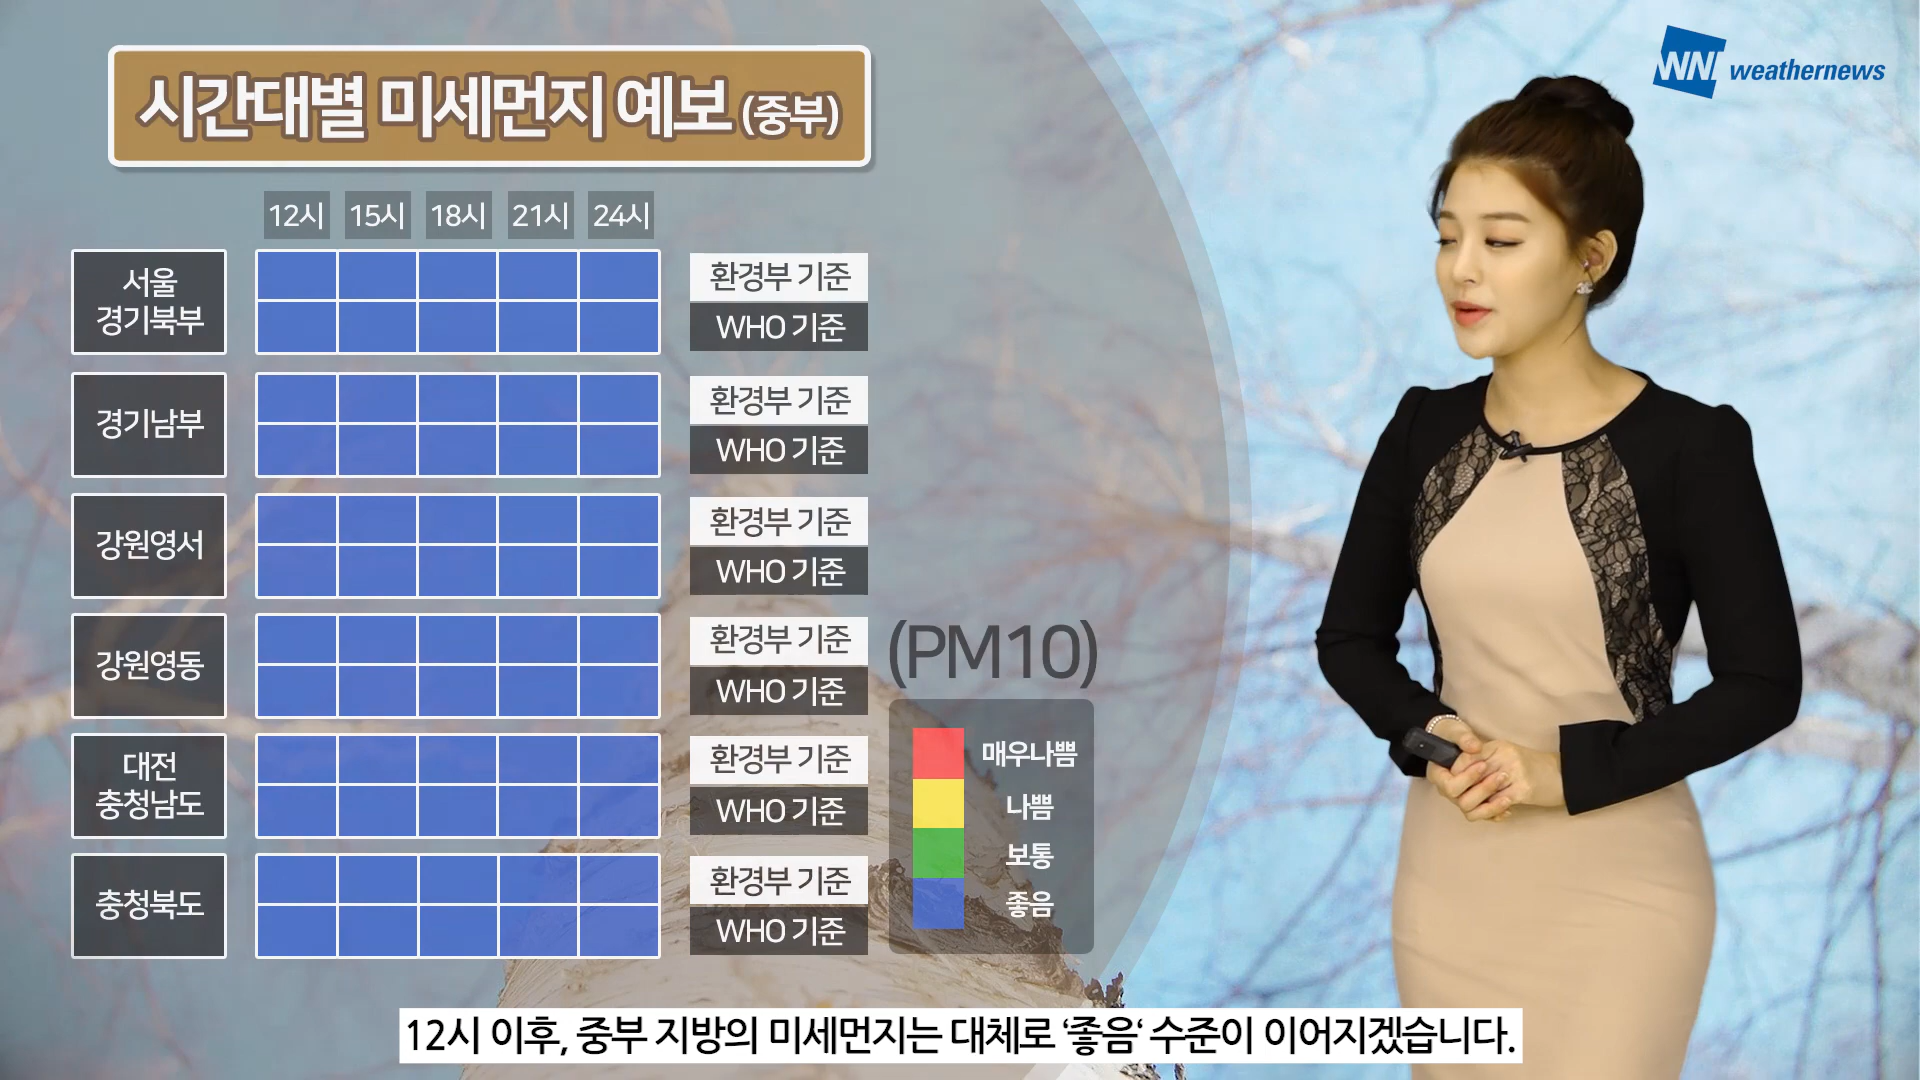 시간대별 미세먼지 예보 (중부)
WNI weathernews
12시 15시 18시 21시 24시
서울
경기북부
환경부 기준
WHO 기준
경기남부
환경부 기준
WHO 기준
강원영서
환경부 기준
WHO 기준
강원영동
환경부 기준
WHO 기준
대전
충청남도
환경부 기준
WHO 기준
충청북도
환경부 기준
WHO 기준
(PM10)
매우나쁨
나쁨
보통
좋음
12시 이후, 중부 지방의 미세먼지는 대체로 ‘좋음‘ 수준이 이어지겠습니다.